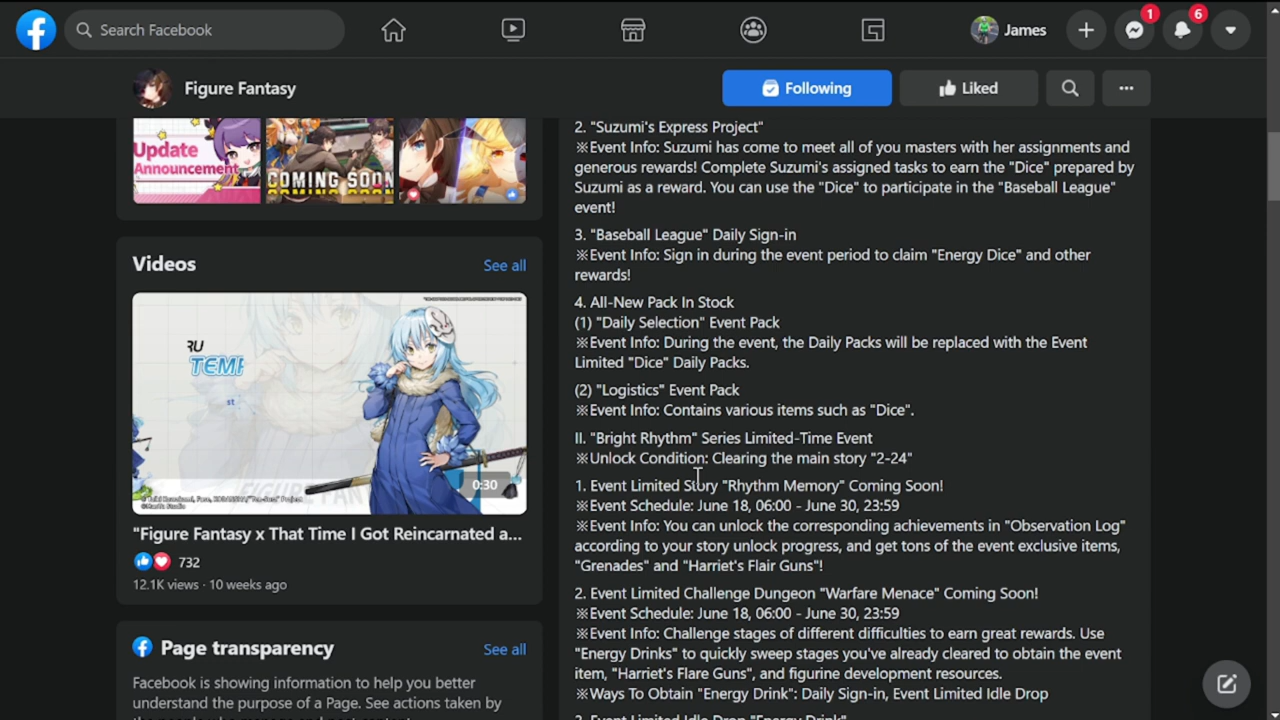 Search Facebook
James
1
6
Figure Fantasy
Following
Liked
...
Update
Announcement
COMING SOON
Videos
See all
RU
TEMP
st
0:30
"Figure Fantasy x That Time I Got Reincarnated a...
732
12.1K views · 10 weeks ago
Page transparency
See all
Facebook is showing information to help you better
understand the purpose of a Page. See actions taken by
2. "Suzumi's Express Project"
※Event Info: Suzumi has come to meet all of you masters with her assignments and
generous rewards! Complete Suzumi's assigned tasks to earn the "Dice" prepared by
Suzumi as a reward. You can use the "Dice" to participate in the "Baseball League"
event!
3. "Baseball League" Daily Sign-in
※Event Info: Sign in during the event period to claim "Energy Dice" and other
rewards!
4. All-New Pack In Stock
(1) "Daily Selection" Event Pack
※Event Info: During the event, the Daily Packs will be replaced with the Event
Limited "Dice" Daily Packs.
(2) "Logistics" Event Pack
※Event Info: Contains various items such as "Dice".
II. "Bright Rhythm" Series Limited-Time Event
※Unlock Condition: Clearing the main story "2-24"
1. Event Limited Story "Rhythm Memory" Coming Soon!
※Event Schedule: June 18, 06:00 - June 30, 23:59
※Event Info: You can unlock the corresponding achievements in "Observation Log"
according to your story unlock progress, and get tons of the event exclusive items,
"Grenades" and "Harriet's Flair Guns"!
2. Event Limited Challenge Dungeon "Warfare Menace" Coming Soon!
※Event Schedule: June 18, 06:00 - June 30, 23:59
※Event Info: Challenge stages of different difficulties to earn great rewards. Use
"Energy Drinks" to quickly sweep stages you've already cleared to obtain the event
item, "Harriet's Flare Guns", and figurine development resources.
※Ways To Obtain "Energy Drink": Daily Sign-in, Event Limited Idle Drop
3. Event Limited Idle Drop "Energy Drink"